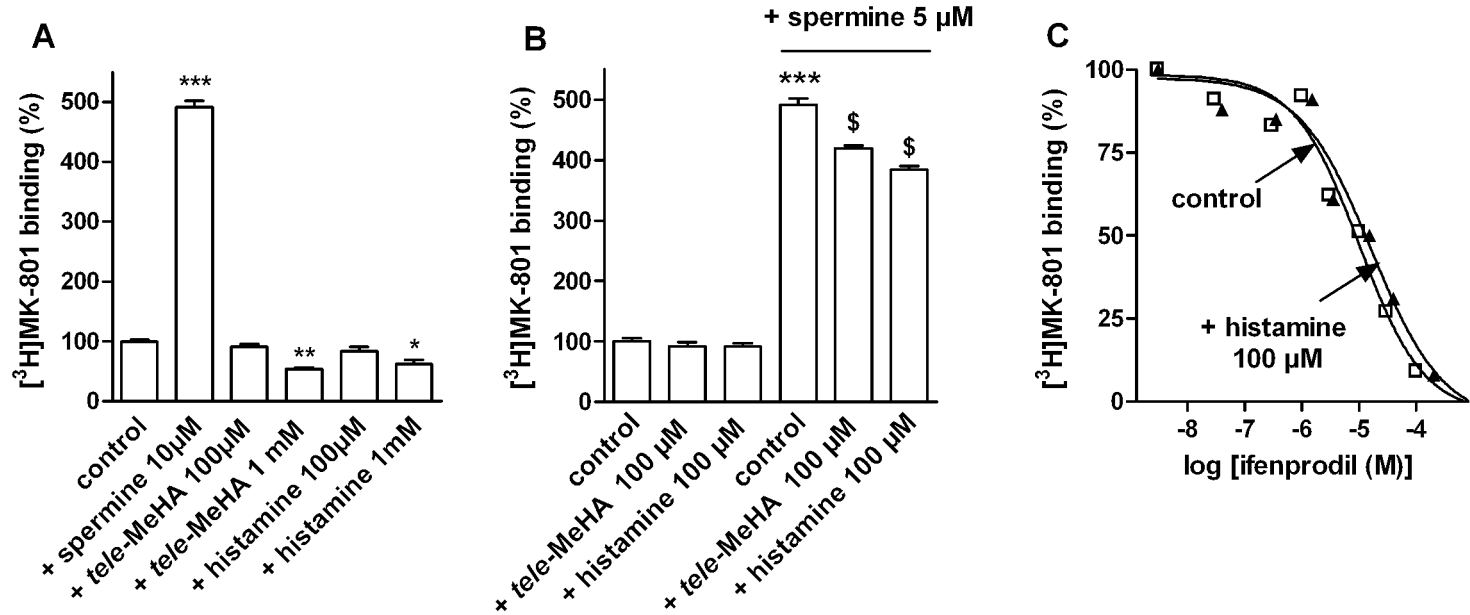 A
[³H]MK-801 binding (%)
500
400
300
200
100
0
***
**
*
control
+ spermine 10µM
+ tele-MeHA 100µM
+ tele-MeHA 1 mM
+ histamine 100µM
+ histamine 1mM
B
+ spermine 5 µM
[³H]MK-801 binding (%)
500
400
300
200
100
0
***
$
$
control
+ tele-MeHA 100 µM
+ histamine 100 µM
control
+ tele-MeHA 100 µM
+ histamine 100 µM
C
[³H]MK-801 binding (%)
100
75
50
25
0
control
+ histamine
100 µM
-8 -7 -6 -5 -4
log [ifenprodil (M)]